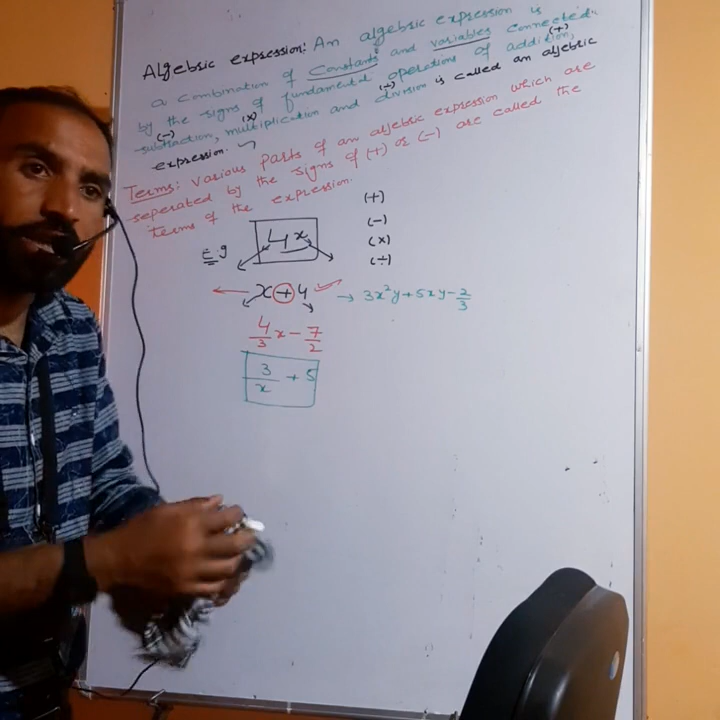 Algebric expression: An algebric expression is
a combination of Constants and variables connected
by the signs of fundamental operations of addition, (+)
(-) (x) (÷)
subtraction, multiplication and division is called an aljebric
expression.
Terms: Various parts of an aljebric expression which are
seperated by the signs of (+) or (-) are called the
terms of the expression.
(+)
(-)
E.g 4x (x)
(÷)
x+4 → 3x²y+5xy-2/3
4/3x-7/2
3/x+5